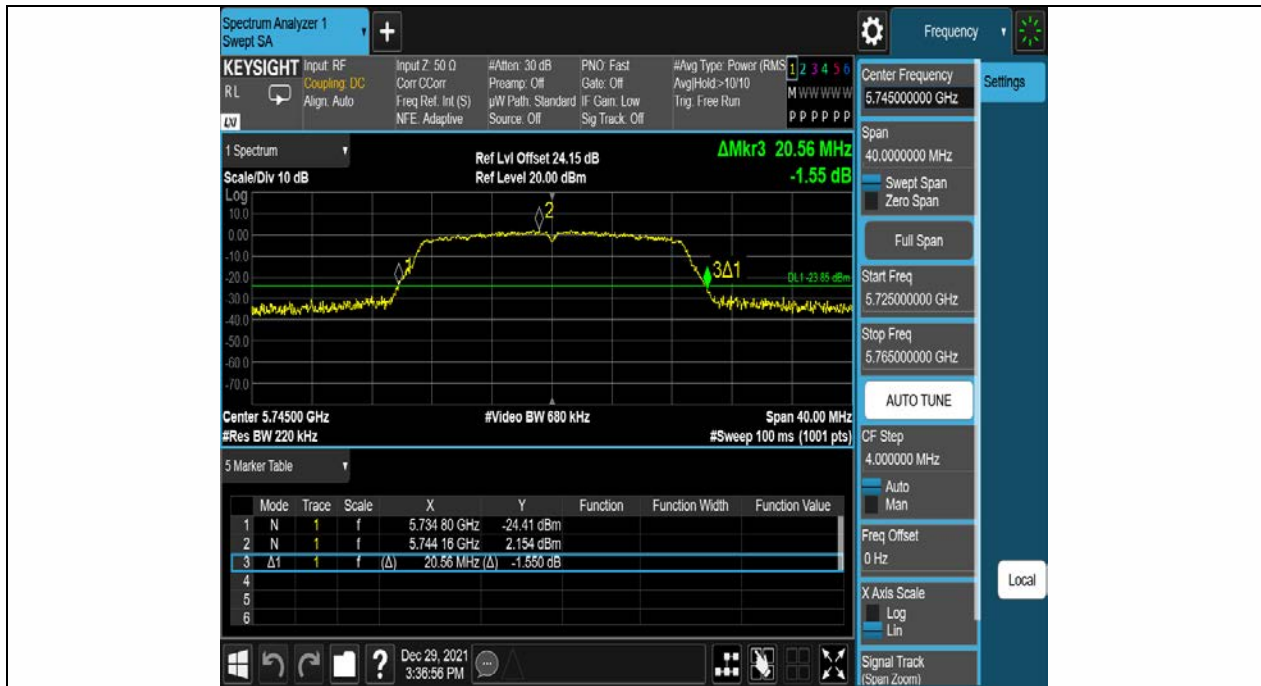 Spectrum Analyzer 1
Swept SA
+
Frequency
KEYSIGHT
RL
LXI
Input: RF
Coupling: DC
Align: Auto
Input Z: 50 Ω
Corr CCorr
Freq Ref: Int (S)
NFE: Adaptive
#Atten: 30 dB
Preamp: Off
µW Path: Standard
Source: Off
PNO: Fast
Gate: Off
IF Gain: Low
Sig Track: Off
#Avg Type: Power (RMS
Avg|Hold:>10/10
Trig: Free Run
1 2 3 4 5 6
M W W W W W
P P P P P P
1 Spectrum
Scale/Div 10 dB
Ref Lvl Offset 24.15 dB
Ref Level 20.00 dBm
ΔMkr3 20.56 MHz
-1.55 dB
Log
10.0
0.00
-10.0
-20.0
-30.0
-40.0
-50.0
-60.0
-70.0
2
1
3Δ1
DL1 -23.85 dBm
Center 5.74500 GHz
#Video BW 680 kHz
Span 40.00 MHz
#Res BW 220 kHz
#Sweep 100 ms (1001 pts)
5 Marker Table
Mode Trace Scale X Y Function Function Width Function Value
1 N 1 f 5.734 80 GHz -24.41 dBm
2 N 1 f 5.744 16 GHz 2.154 dBm
3 Δ1 1 f (Δ) 20.56 MHz (Δ) -1.550 dB
4
5
6
?
Dec 29, 2021
3:36:56 PM
Center Frequency
5.745000000 GHz
Settings
Span
40.0000000 MHz
Swept Span
Zero Span
Full Span
Start Freq
5.725000000 GHz
Stop Freq
5.765000000 GHz
AUTO TUNE
CF Step
4.000000 MHz
Auto
Man
Freq Offset
0 Hz
X Axis Scale
Log
Lin
Local
Signal Track
(Span Zoom)